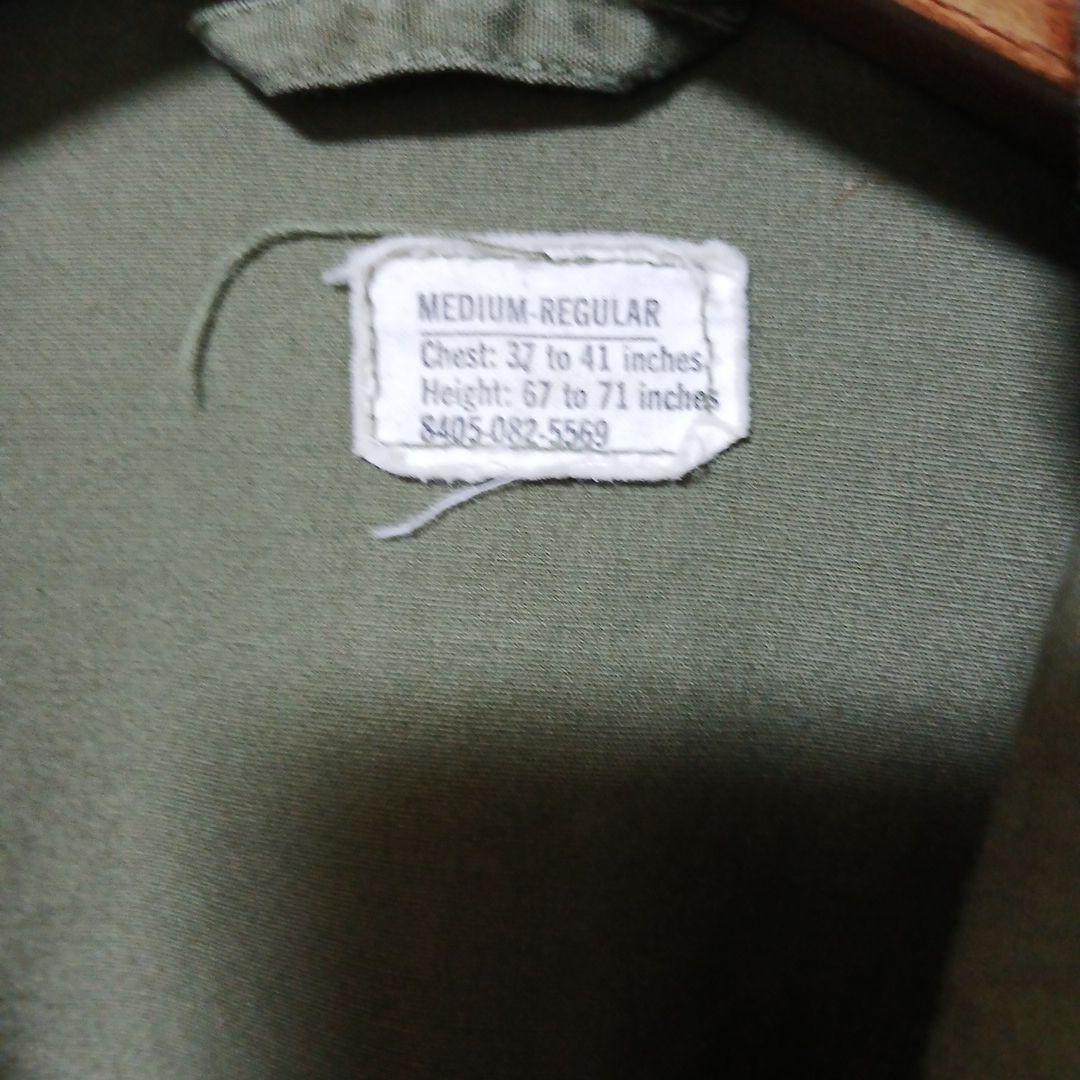 MEDIUM-REGULAR
Chest: 37 to 41 inches
Height: 67 to 71 inches
8405-082-5569